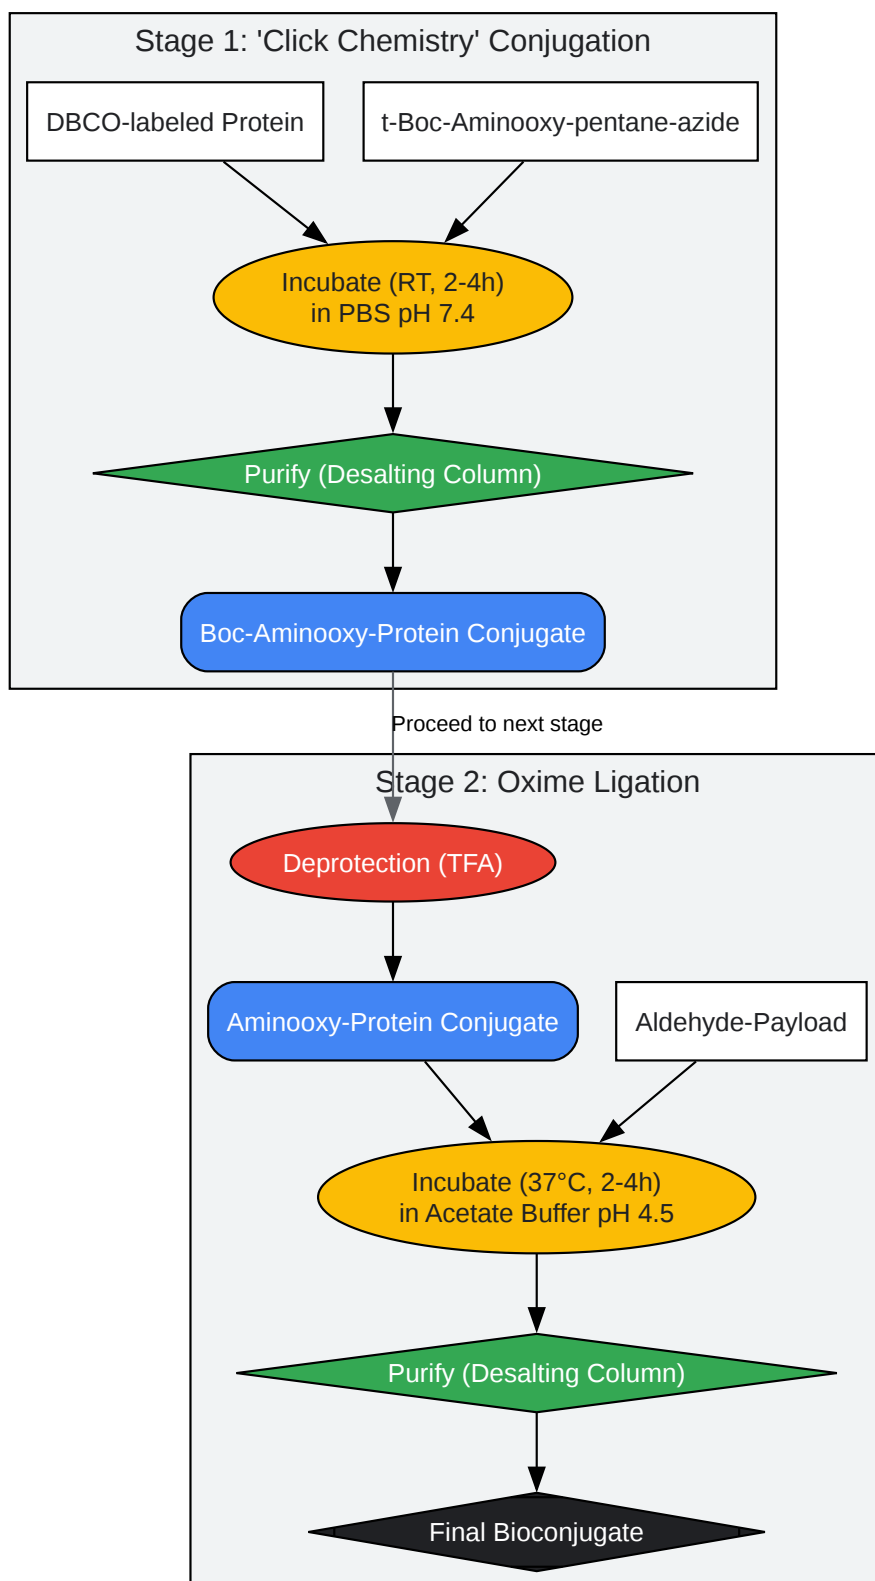 Stage 1: 'Click Chemistry' Conjugation
DBCO-labeled Protein
t-Boc-Aminooxy-pentane-azide
Incubate (RT, 2-4h)
in PBS pH 7.4
Purify (Desalting Column)
Boc-Aminooxy-Protein Conjugate
Proceed to next stage
Stage 2: Oxime Ligation
Deprotection (TFA)
Aminooxy-Protein Conjugate
Aldehyde-Payload
Incubate (37°C, 2-4h)
in Acetate Buffer pH 4.5
Purify (Desalting Column)
Final Bioconjugate